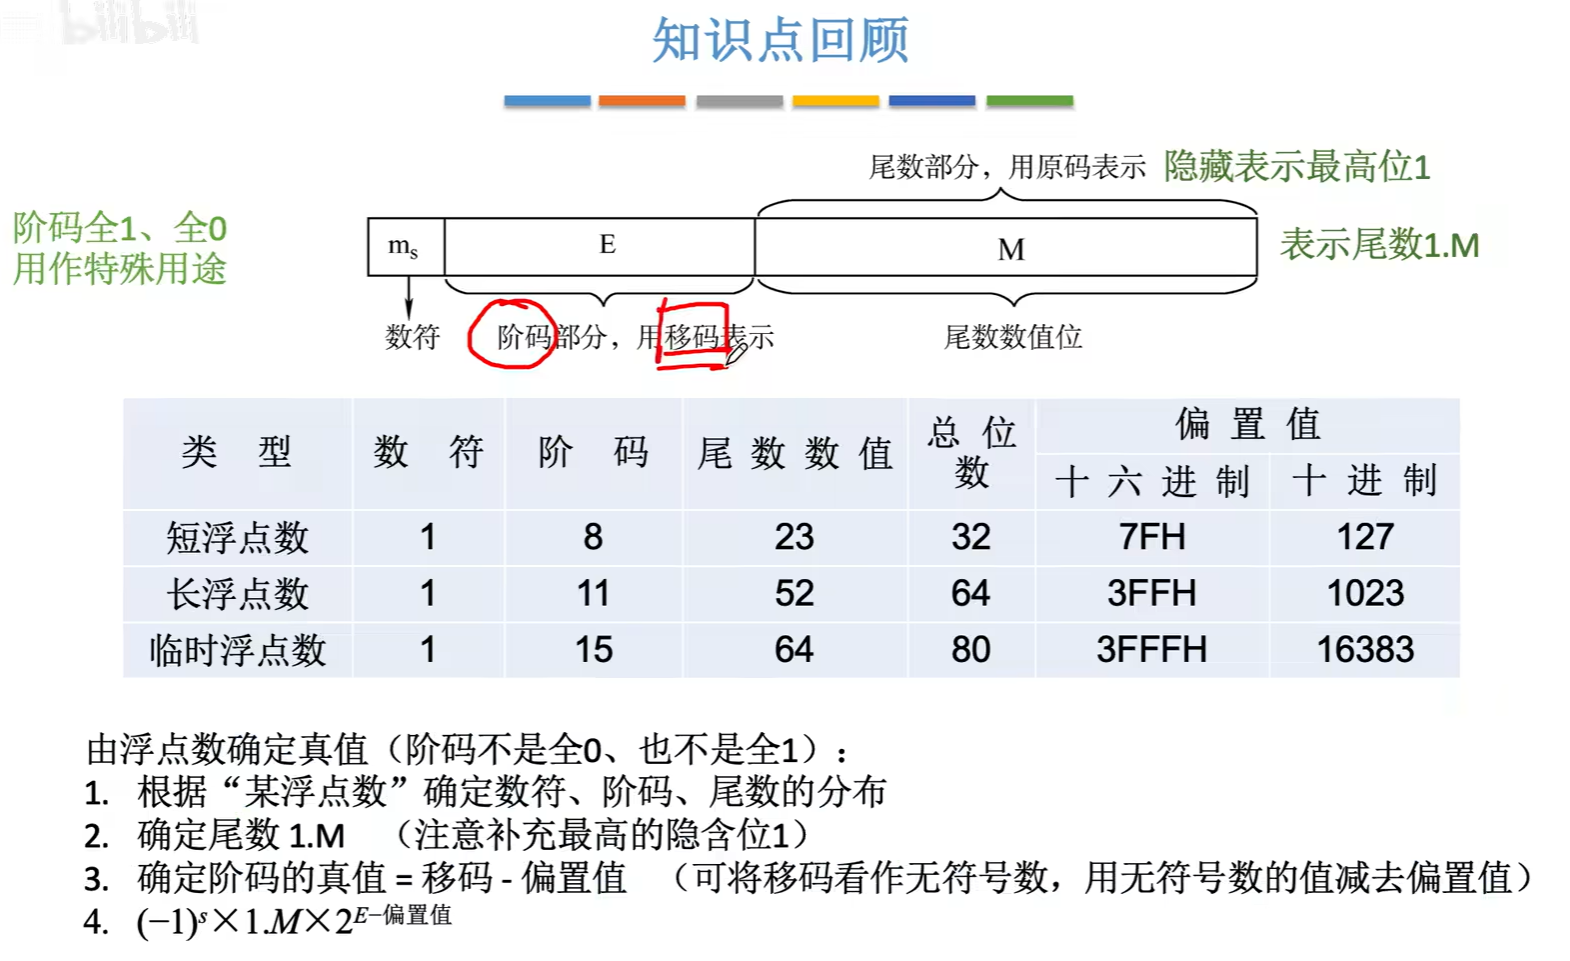 bilibili
知识点回顾
尾数部分，用原码表示 隐藏表示最高位1
阶码全1、全0
用作特殊用途
mₛ E M
表示尾数1.M
数符 阶码部分，用移码表示 尾数数值位
类 型 数 符 阶 码 尾数数值 总位数 偏置值
十六进制 十进制
短浮点数 1 8 23 32 7FH 127
长浮点数 1 11 52 64 3FFH 1023
临时浮点数 1 15 64 80 3FFFH 16383
由浮点数确定真值（阶码不是全0、也不是全1）：
1. 根据“某浮点数”确定数符、阶码、尾数的分布
2. 确定尾数 1.M （注意补充最高的隐含位1）
3. 确定阶码的真值 = 移码 - 偏置值 （可将移码看作无符号数，用无符号数的值减去偏置值）
4. (−1)ˢ×1.M×2^E−偏置值